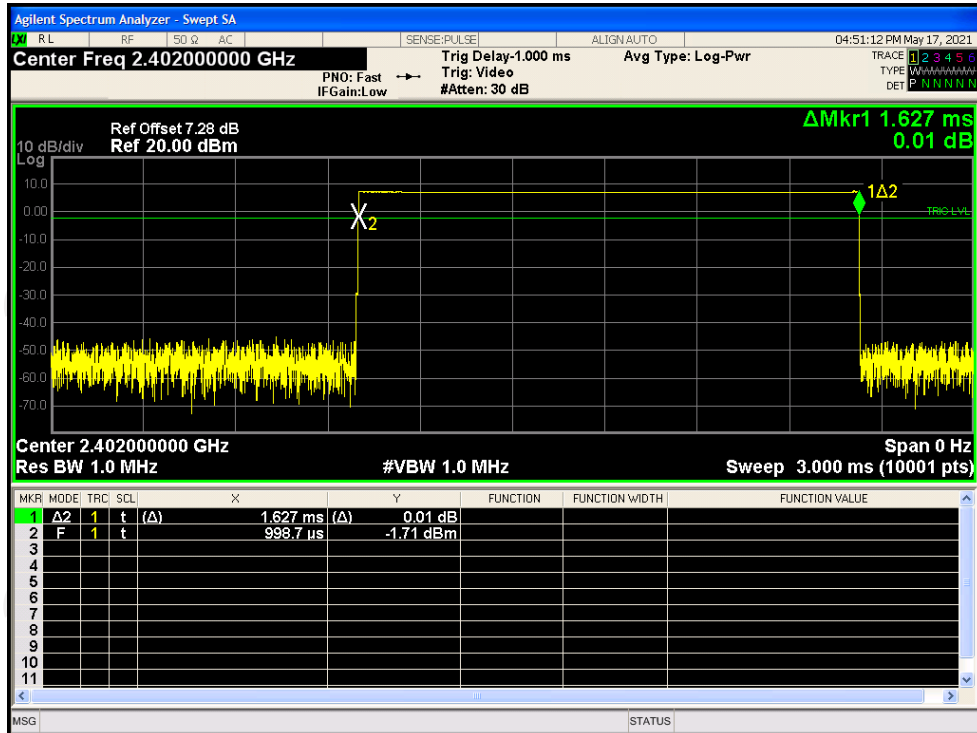 Agilent Spectrum Analyzer - Swept SA
LXI RL RF 50 Ω AC SENSE:PULSE ALIGN AUTO 04:51:12 PM May 17, 2021
Center Freq 2.402000000 GHz
PNO: Fast
IFGain:Low
Trig Delay-1.000 ms
Trig: Video
#Atten: 30 dB
Avg Type: Log-Pwr
TRACE 1 2 3 4 5 6
TYPE WWWWWW
DET P N N N N N
ΔMkr1 1.627 ms
0.01 dB
Ref Offset 7.28 dB
10 dB/div Ref 20.00 dBm
Log
10.0
0.00
-10.0
-20.0
-30.0
-40.0
-50.0
-60.0
-70.0
1Δ2
TRIG LVL
X2
Center 2.402000000 GHz Span 0 Hz
Res BW 1.0 MHz #VBW 1.0 MHz Sweep 3.000 ms (10001 pts)
MKR MODE TRC SCL X Y FUNCTION FUNCTION WIDTH FUNCTION VALUE
1 Δ2 1 t (Δ) 1.627 ms (Δ) 0.01 dB
2 F 1 t 998.7 µs -1.71 dBm
3
4
5
6
7
8
9
10
11
MSG STATUS